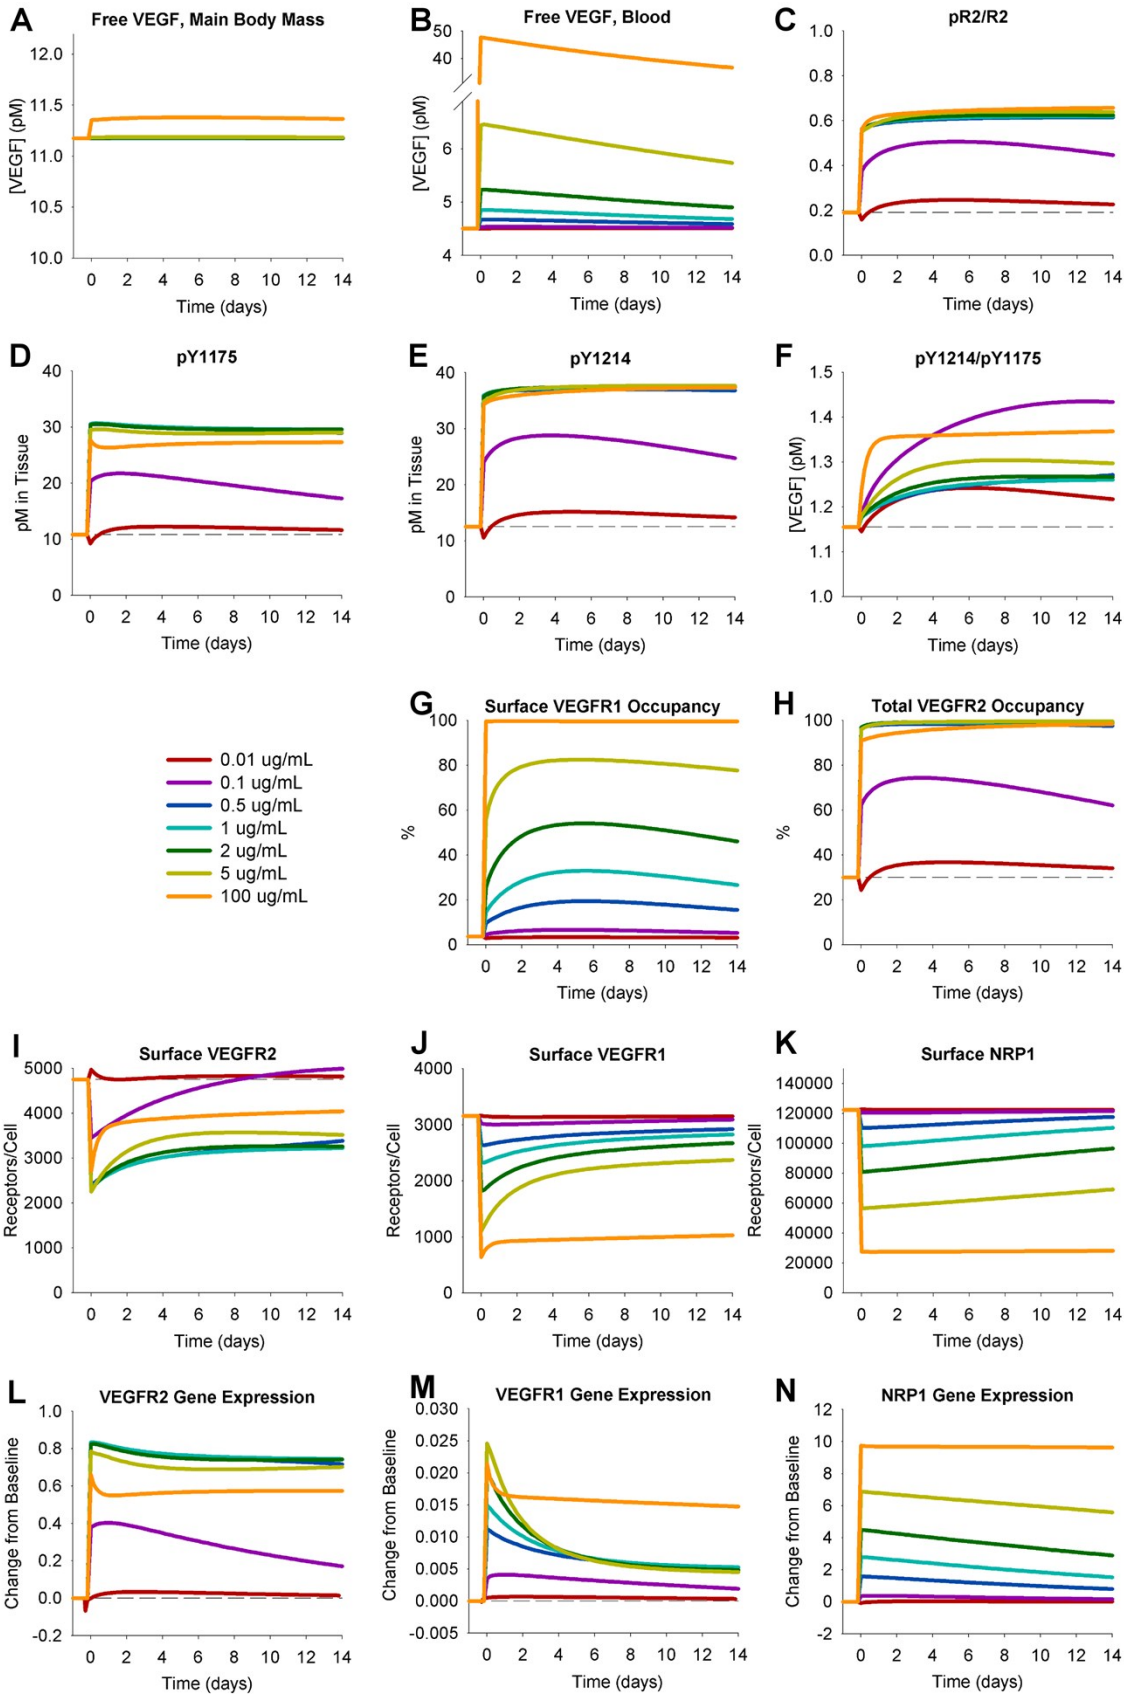 A
Free VEGF, Main Body Mass
[VEGF] (pM)
12.0
11.5
11.0
10.5
10.0
0 2 4 6 8 10 12 14
Time (days)
B
Free VEGF, Blood
[VEGF] (pM)
50
40
6
5
4
0 2 4 6 8 10 12 14
Time (days)
C
pR2/R2
1.0
0.8
0.6
0.4
0.2
0.0
0 2 4 6 8 10 12 14
Time (days)
D
pY1175
pM in Tissue
40
30
20
10
0
0 2 4 6 8 10 12 14
Time (days)
E
pY1214
pM in Tissue
40
30
20
10
0
0 2 4 6 8 10 12 14
Time (days)
F
pY1214/pY1175
[VEGF] (pM)
1.5
1.4
1.3
1.2
1.1
1.0
0 2 4 6 8 10 12 14
Time (days)
0.01 ug/mL
0.1 ug/mL
0.5 ug/mL
1 ug/mL
2 ug/mL
5 ug/mL
100 ug/mL
G
Surface VEGFR1 Occupancy
%
100
80
60
40
20
0
0 2 4 6 8 10 12 14
Time (days)
H
Total VEGFR2 Occupancy
%
100
80
60
40
20
0
0 2 4 6 8 10 12 14
Time (days)
I
Surface VEGFR2
Receptors/Cell
5000
4000
3000
2000
1000
0
0 2 4 6 8 10 12 14
Time (days)
J
Surface VEGFR1
Receptors/Cell
4000
3000
2000
1000
0
0 2 4 6 8 10 12 14
Time (days)
K
Surface NRP1
Receptors/Cell
140000
120000
100000
80000
60000
40000
20000
0
0 2 4 6 8 10 12 14
Time (days)
L
VEGFR2 Gene Expression
Change from Baseline
1.0
0.8
0.6
0.4
0.2
0.0
-0.2
0 2 4 6 8 10 12 14
Time (days)
M
VEGFR1 Gene Expression
Change from Baseline
0.030
0.025
0.020
0.015
0.010
0.005
0.000
-0.005
0 2 4 6 8 10 12 14
Time (days)
N
NRP1 Gene Expression
Change from Baseline
12
10
8
6
4
2
0
-2
0 2 4 6 8 10 12 14
Time (days)